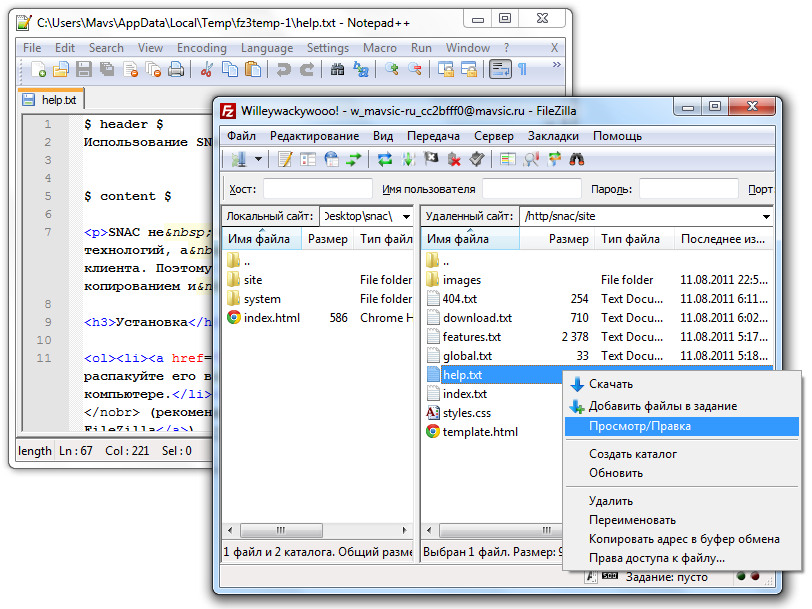 C:\Users\Mavs\AppData\Local\Temp\fz3temp-1\help.txt - Notepad++
File Edit Search View Encoding Language Settings Macro Run Window ? X
help.txt
1 $ header $
2 Использование SN
3
4
5 $ content $
6
7 <p>SNAC не&nbsp;
технологий, а&nb
клиента. Поэтому
копированием и&n
8
9 <h3>Установка</h
10
11 <ol><li><a href=
распакуйте его в
компьютере.</li>
</nobr> (рекомен
FileZilla</a>)
length Ln : 67 Col : 221 Sel : 0
Willeywackywooo! - w_mavsic-ru_cc2bfff0@mavsic.ru - FileZilla
Файл Редактирование Вид Передача Сервер Закладки Помощь
Хост: Имя пользователя Пароль: Порт
Локальный сайт: Desktop\snac\
Имя файла Размер Тип файл
..
site File folder
system File folder
index.html 586 Chrome H
1 файл и 2 каталога. Общий разме
Удаленный сайт: /http/snac/site
Имя файла Размер Тип файла Последнее из...
..
images File folder 11.08.2011 22:5...
404.txt 254 Text Docu... 11.08.2011 6:11...
download.txt 710 Text Docu... 11.08.2011 6:02...
features.txt 2 378 Text Docu... 11.08.2011 5:17...
global.txt 33 Text Docu... 11.08.2011 5:18...
help.txt
index.txt
styles.css
template.html
Выбран 1 файл. Размер: 9
Скачать
Добавить файлы в задание
Просмотр/Правка
Создать каталог
Обновить
Удалить
Переименовать
Копировать адрес в буфер обмена
Права доступа к файлу...
Задание: пусто